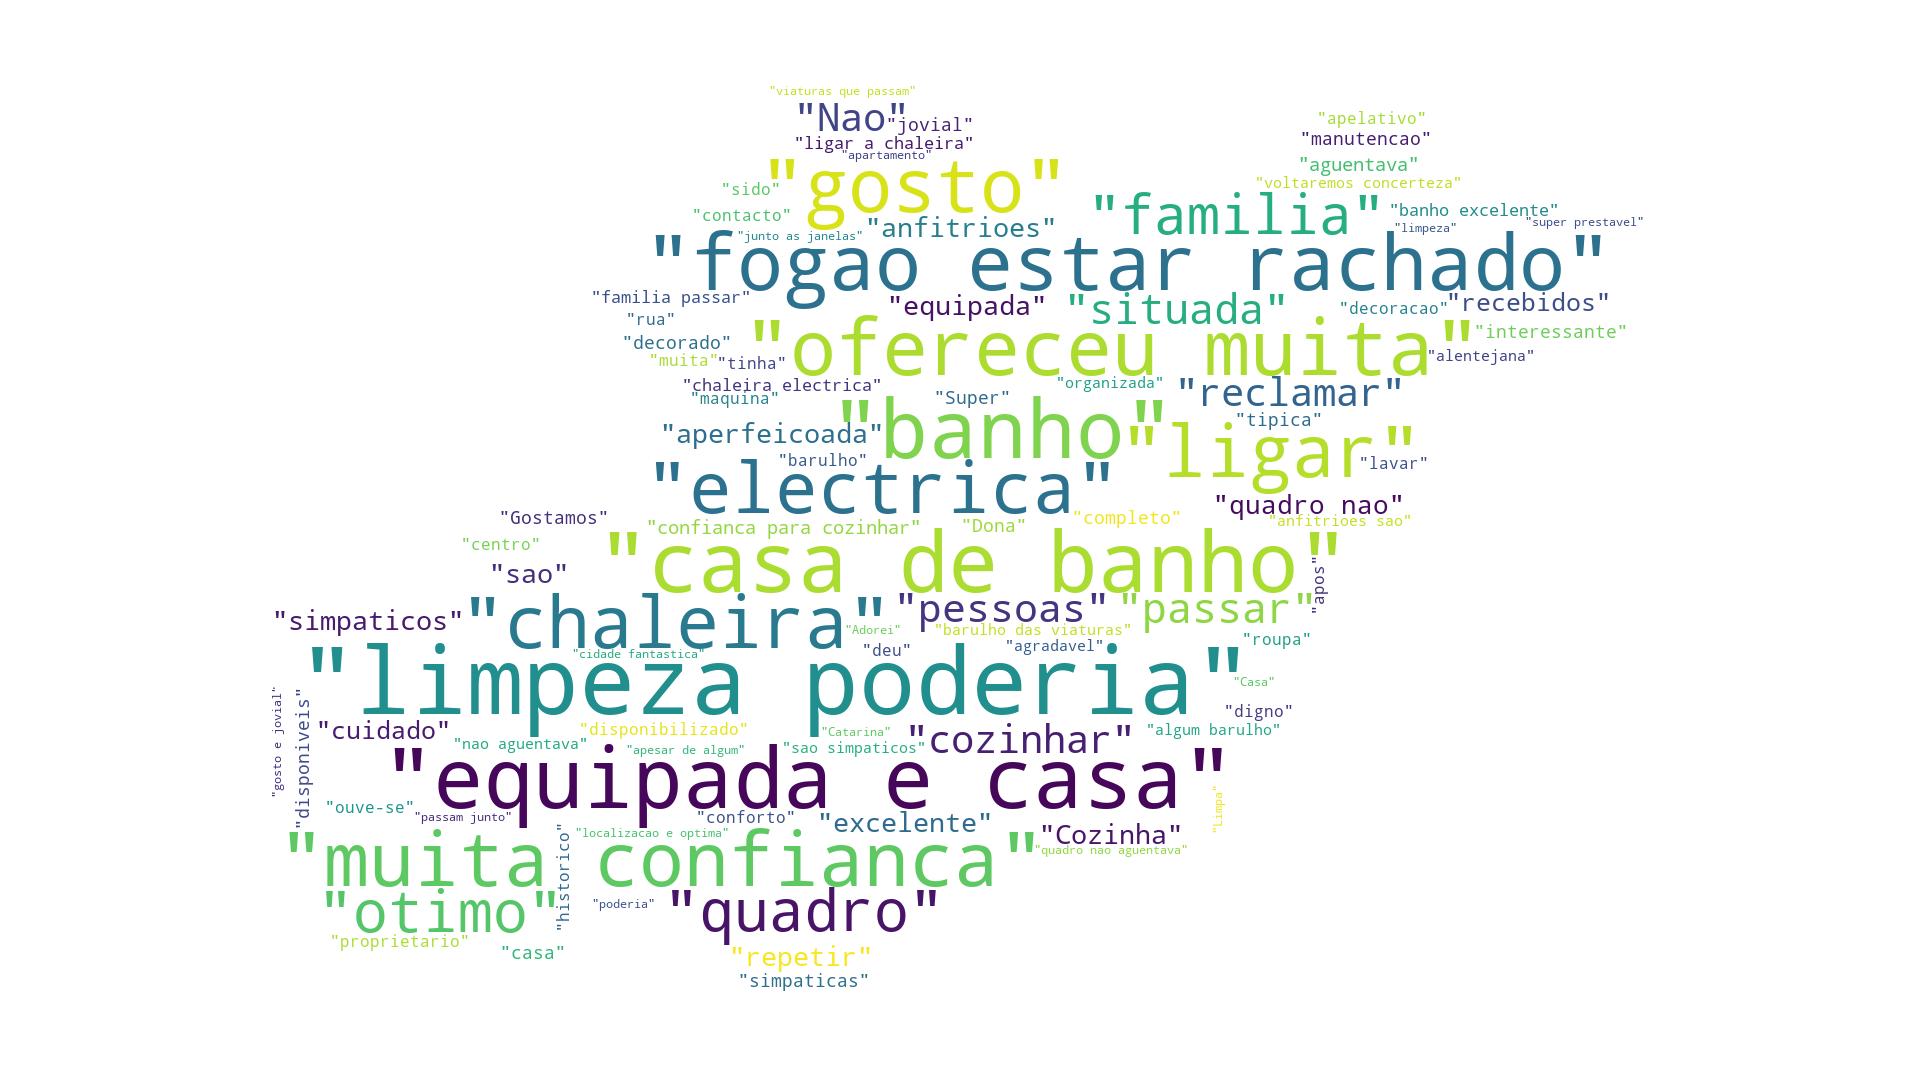 "viaturas que passam"
"Nao"
"jovial"
"apelativo"
"manutencao"
"ligar a chaleira"
"apartamento"
"aguentava"
"gosto"
"sido"
"voltaremos concerteza"
"familia"
"banho excelente"
"contacto"
"super prestavel"
"anfitrioes"
"limpeza"
"junto as janelas"
"fogao estar rachado"
"familia passar"
"equipada"
"situada"
"decoracao"
"recebidos"
"rua"
"interessante"
"decorado"
"ofereceu muita"
"muita"
"tinha"
"alentejana"
"chaleira electrica"
"organizada"
"reclamar"
"maquina"
"Super"
"banho"
"tipica"
"aperfeicoada"
"ligar"
"barulho"
"lavar"
"electrica"
"quadro nao"
"Gostamos"
"confianca para cozinhar"
"Dona"
"completo"
"anfitrioes sao"
"centro"
"casa de banho"
"sao"
"apos"
"simpaticos"
"chaleira"
"pessoas"
"passar"
"Adorei"
"barulho das viaturas"
"roupa"
"deu"
"agradavel"
"cidade fantastica"
"limpeza poderia"
"Casa"
"gosto e jovial"
"disponiveis"
"digno"
"cuidado"
"disponibilizado"
"Catarina"
"cozinhar"
"algum barulho"
"nao aguentava"
"apesar de algum"
"sao simpaticos"
"equipada e casa"
"ouve-se"
"passam junto"
"conforto"
"excelente"
"Limpa"
"localizacao e optima"
"Cozinha"
"muita confianca"
"quadro nao aguentava"
"historico"
"otimo"
"poderia"
"quadro"
"proprietario"
"casa"
"repetir"
"simpaticas"